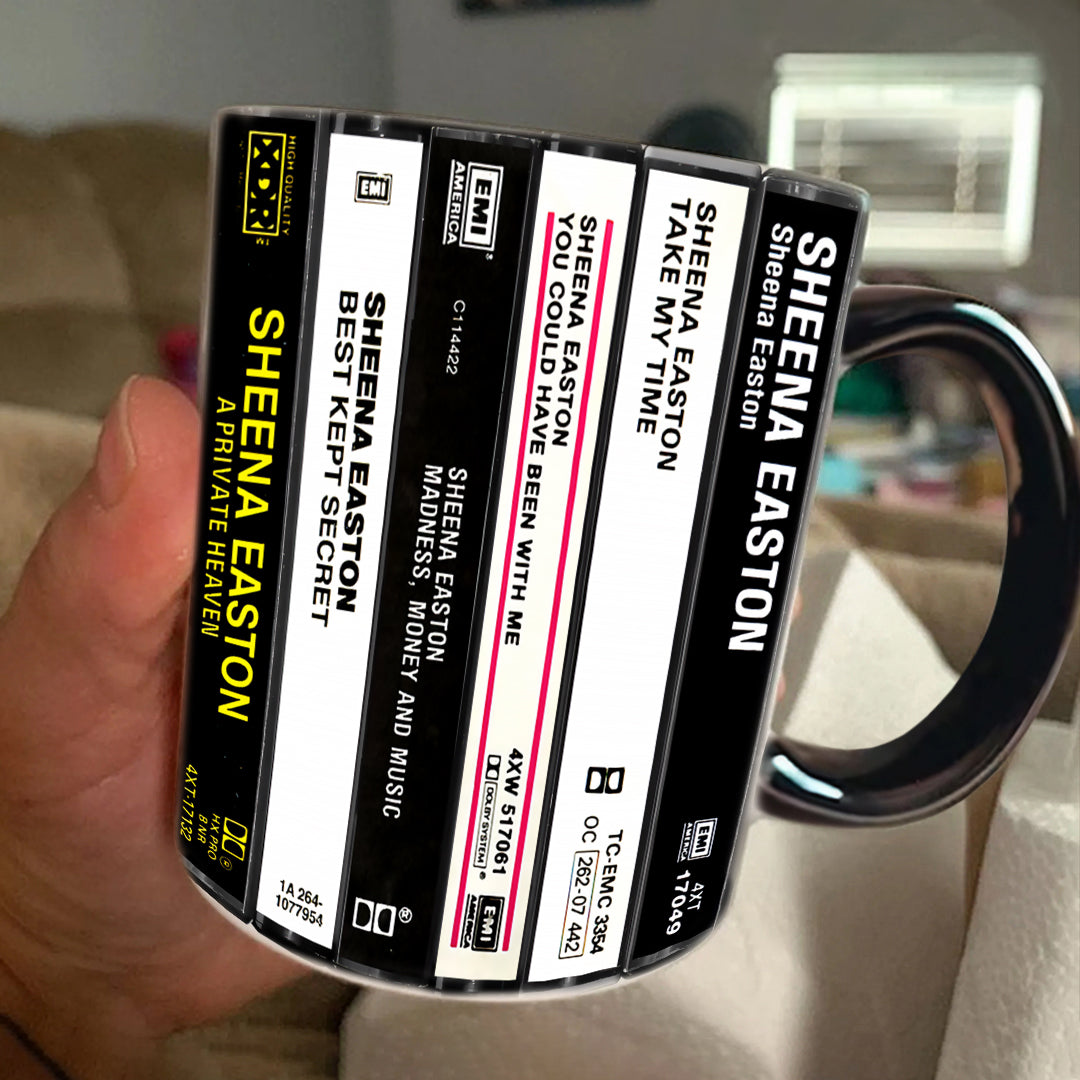 HIGH QUALITY
XDR
SHEENA EASTON
A PRIVATE HEAVEN
HX PRO
B NR
4XT-17132
EMI
SHEENA EASTON
BEST KEPT SECRET
1A 264-
1077954
EMI
AMERICA
C114422
SHEENA EASTON
MADNESS, MONEY AND MUSIC
SHEENA EASTON
YOU COULD HAVE BEEN WITH ME
4XW 517061
DOLBY SYSTEM
EMI
AMERICA
SHEENA EASTON
TAKE MY TIME
TC-EMC 3354
OC 262-07 442
SHEENA EASTON
Sheena Easton
EMI
AMERICA
4XT
17049